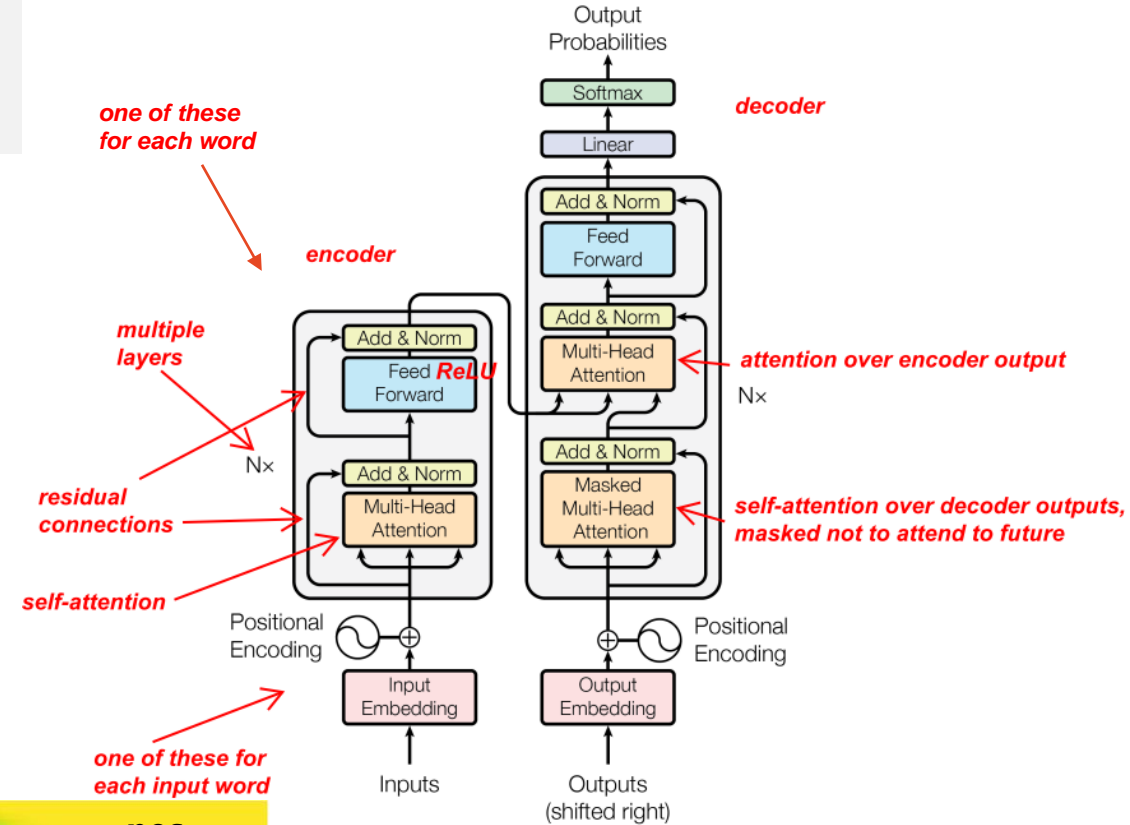 Output
Probabilities
Softmax
decoder
one of these
for each word
Linear
Add & Norm
Feed
Forward
encoder
Add & Norm
multiple
layers
Add & Norm
Multi-Head
Attention
attention over encoder output
Feed ReLU
Forward
Nx
Nx
Add & Norm
Add & Norm
residual
connections
Multi-Head
Attention
Masked
Multi-Head
Attention
self-attention over decoder outputs,
masked not to attend to future
self-attention
Positional
Encoding
Positional
Encoding
Input
Embedding
Output
Embedding
one of these for
each input word
Inputs
Outputs
(shifted right)